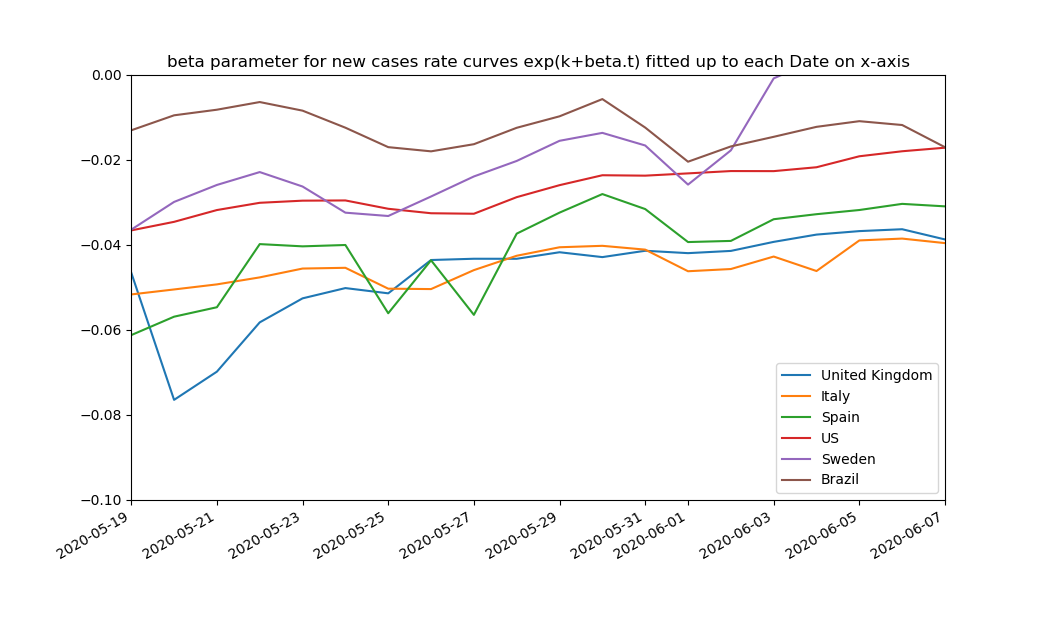 beta parameter for new cases rate curves exp(k+beta.t) fitted up to each Date on x-axis
0.00
−0.02
−0.04
−0.06
−0.08
−0.10
United Kingdom
Italy
Spain
US
Sweden
Brazil
2020-05-19
2020-05-21
2020-05-23
2020-05-25
2020-05-27
2020-05-29
2020-05-31
2020-06-01
2020-06-03
2020-06-05
2020-06-07